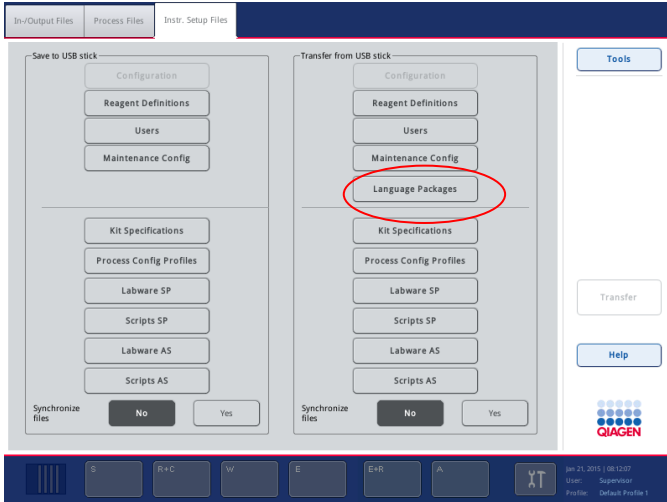 In-/Output Files
Process Files
Instr. Setup Files
Save to USB stick
Configuration
Reagent Definitions
Users
Maintenance Config
Kit Specifications
Process Config Profiles
Labware SP
Scripts SP
Labware AS
Scripts AS
Synchronize
files
No
Yes
Transfer from USB stick
Configuration
Reagent Definitions
Users
Maintenance Config
Language Packages
Kit Specifications
Process Config Profiles
Labware SP
Scripts SP
Labware AS
Scripts AS
Synchronize
files
No
Yes
Tools
Transfer
Help
QIAGEN
S
R+C
W
E
E+R
A
Jan 21, 2015 | 08:12:07
User: Supervisor
Profile: Default Profile 1